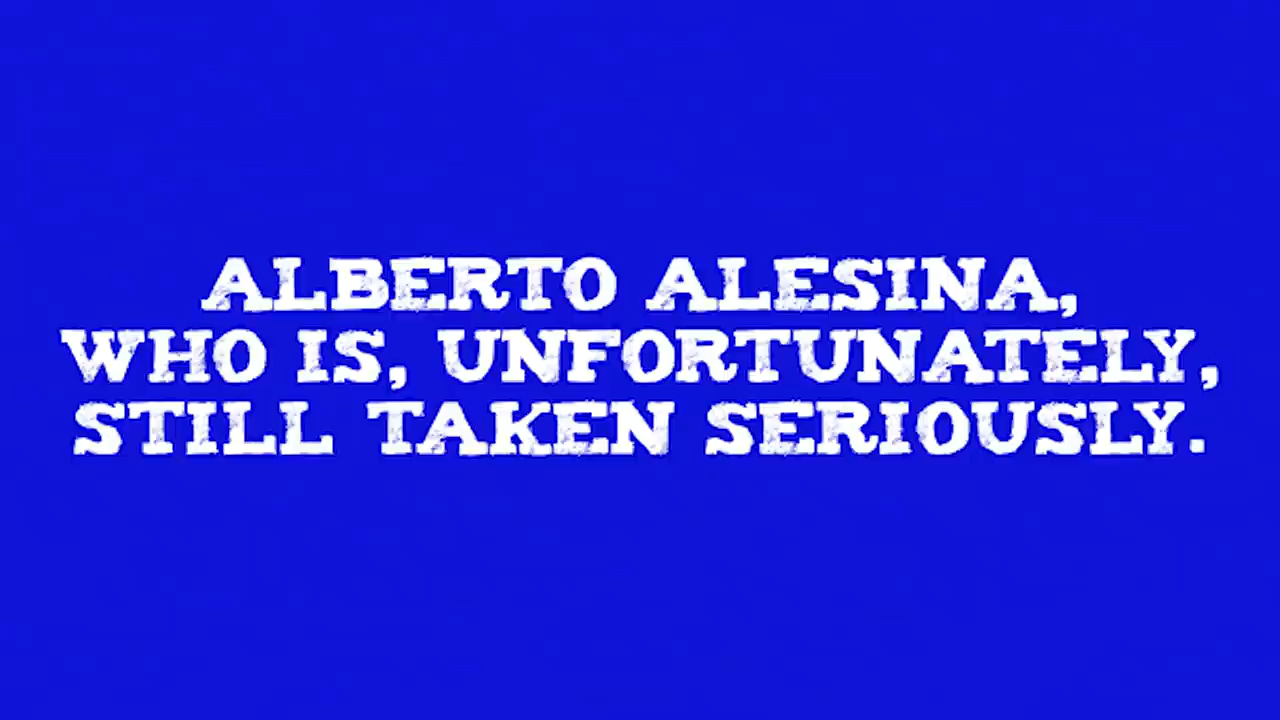 ALBERTO ALESINA,
WHO IS, UNFORTUNATELY,
STILL TAKEN SERIOUSLY.